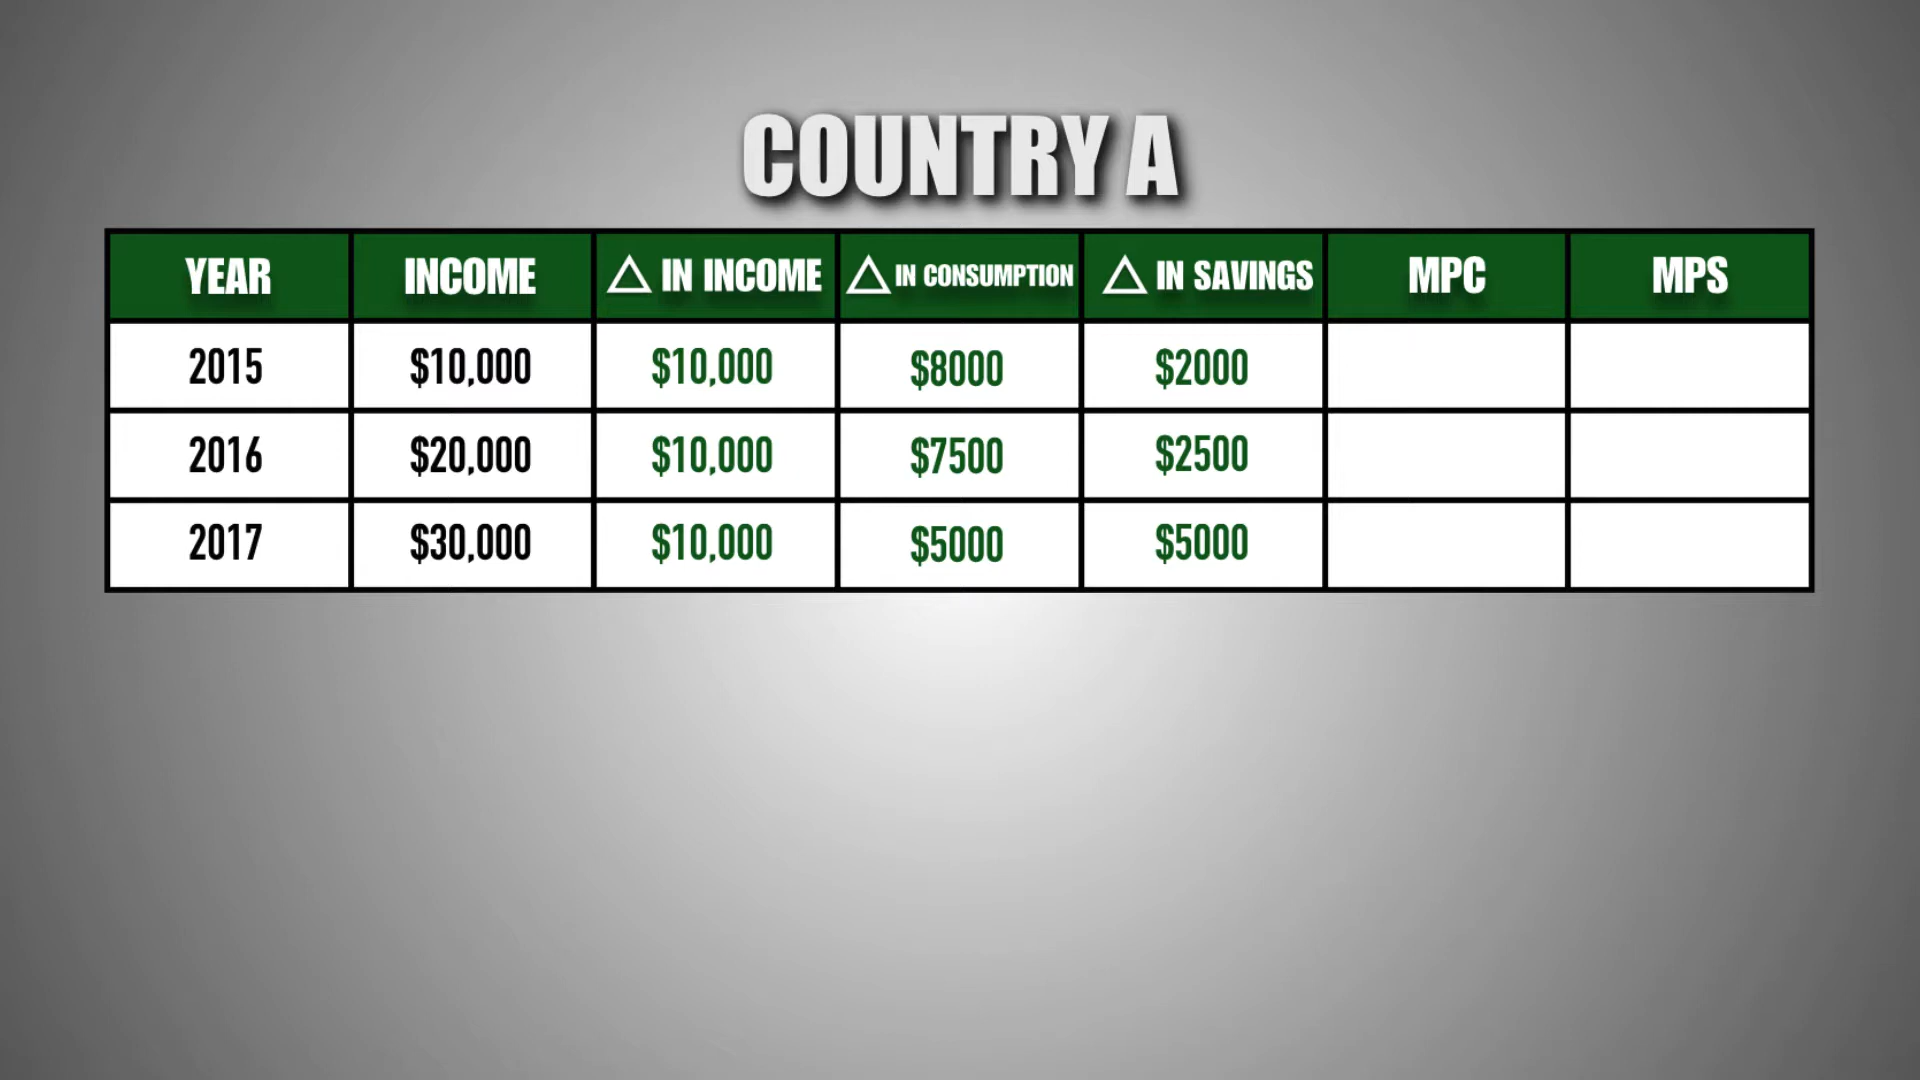 COUNTRY A
YEAR INCOME △ IN INCOME △ IN CONSUMPTION △ IN SAVINGS MPC MPS
2015 $10,000 $10,000 $8000 $2000
2016 $20,000 $10,000 $7500 $2500
2017 $30,000 $10,000 $5000 $5000